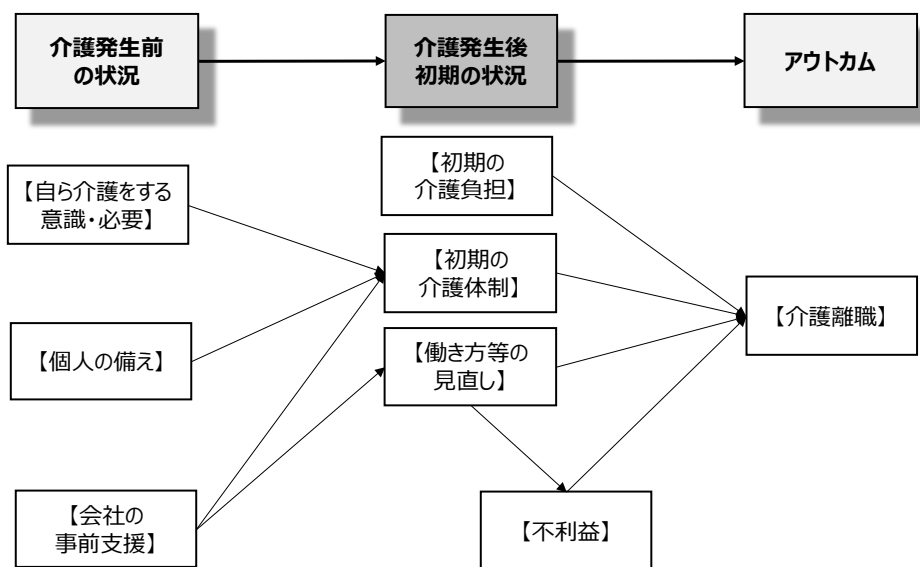 介護発生前
の状況
介護発生後
初期の状況
アウトカム
【自ら介護をする
意識・必要】
【個人の備え】
【会社の
事前支援】
【初期の
介護負担】
【初期の
介護体制】
【働き方等の
見直し】
【不利益】
【介護離職】